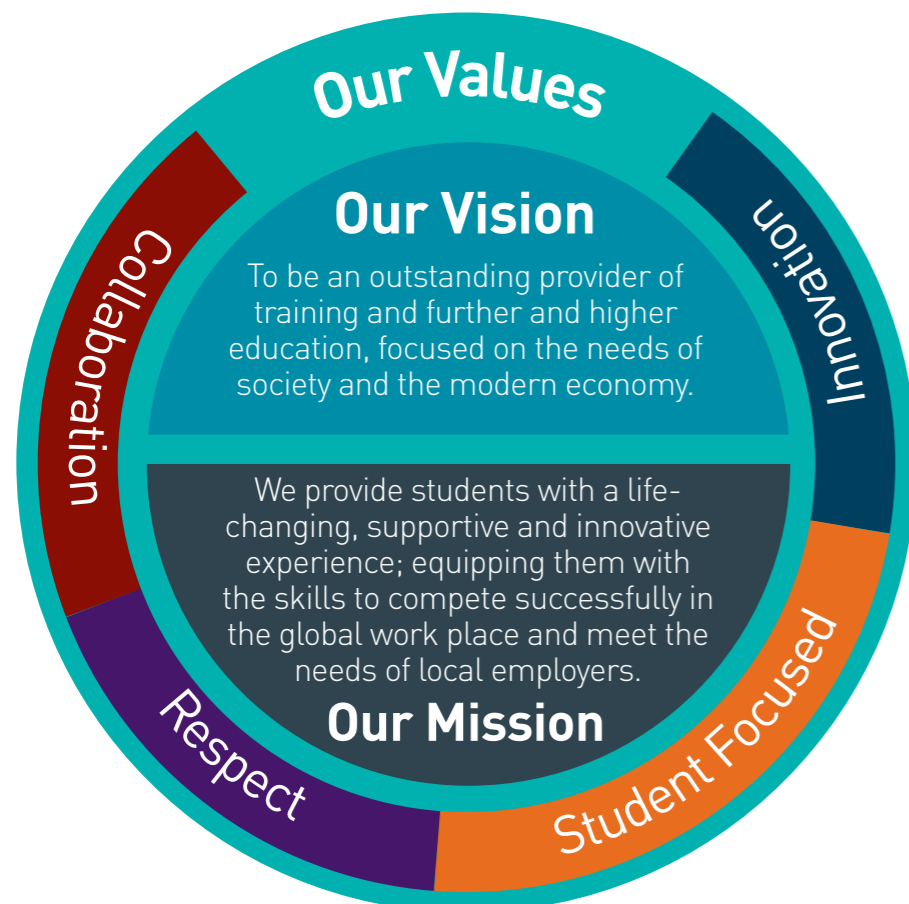 Our Values
Our Vision
To be an outstanding provider of
training and further and higher
education, focused on the needs of
society and the modern economy.
We provide students with a life-
changing, supportive and innovative
experience; equipping them with
the skills to compete successfully in
the global work place and meet the
needs of local employers.
Our Mission
Collaboration
Innovation
Respect
Student Focused